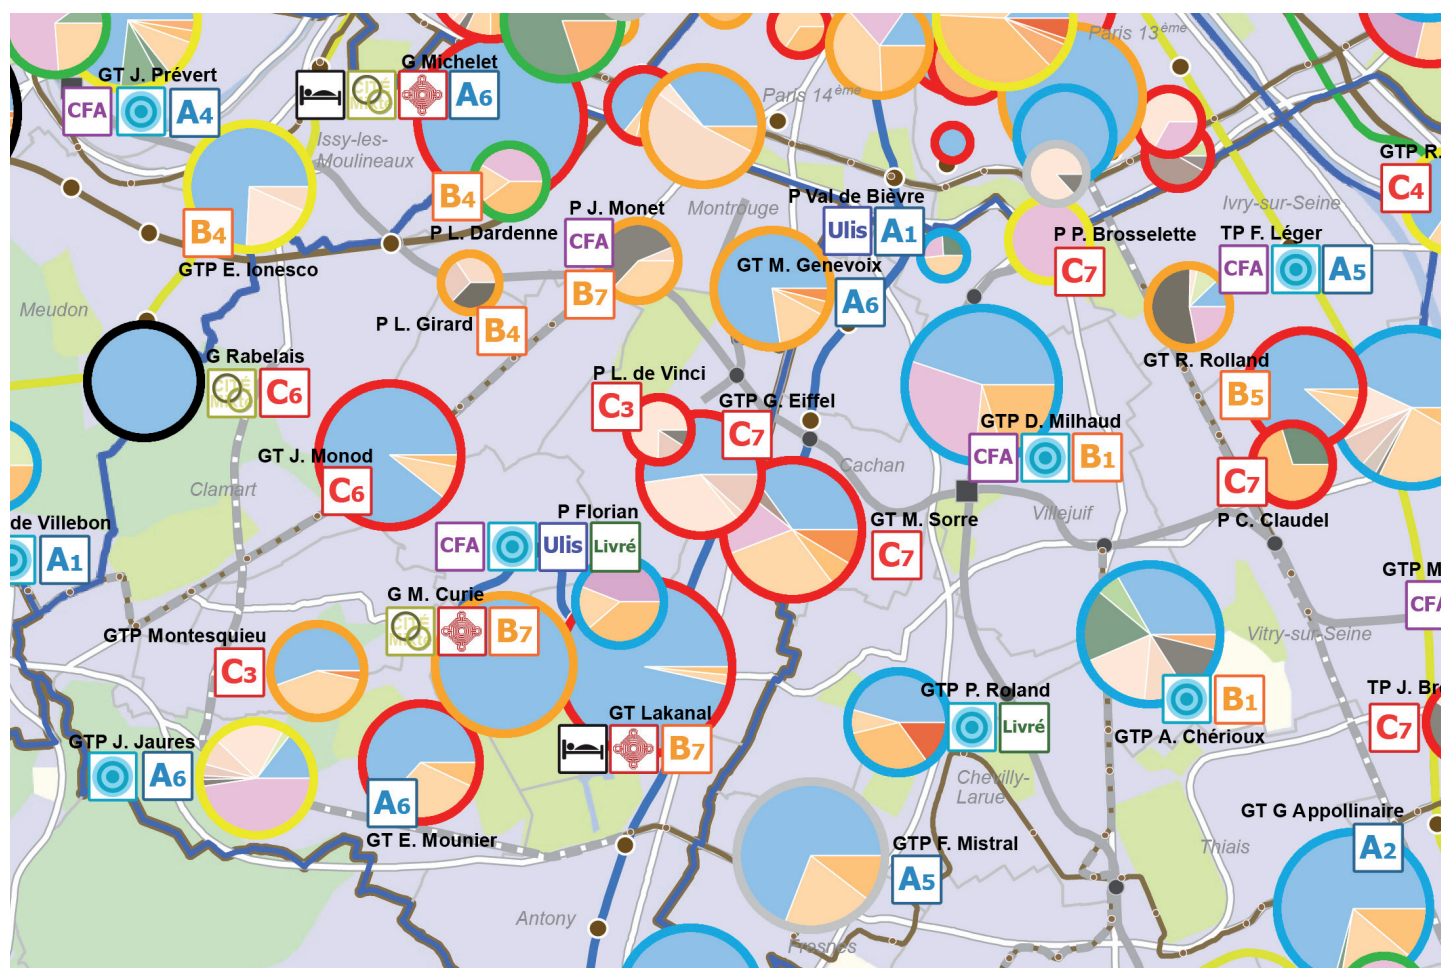 Paris 13ème
G Michelet
GT J. Prévert
CFA
A4
CITÉ
MIXTE
A6
Paris 14ème
Issy-les-
Moulineaux
GTP R.
C4
B4
B4
P J. Monet
Montrouge
P Val de Bièvre
Ivry-sur-Seine
CFA
Ulis
A1
P L. Dardenne
P P. Brosselette
TP F. Léger
GTP E. Ionesco
GT M. Genevoix
C7
CFA
A5
B7
A6
Meudon
P L. Girard
B4
G Rabelais
GT R. Rolland
CITÉ
MIXTE
C6
P L. de Vinci
B5
C3
GTP G. Eiffel
C7
GTP D. Milhaud
GT J. Monod
CFA
B1
Cachan
C6
C7
Clamart
P Florian
Villejuif
P C. Claudel
de Villebon
GT M. Sorre
CFA
Ulis
Livré
A1
C7
GTP M
CFA
G M. Curie
B7
GTP Montesquieu
Vitry-sur-Seine
C3
GTP P. Roland
TP J. Br
B1
GT Lakanal
Livré
C7
GTP J. Jaures
B7
GTP A. Chérioux
A6
Chevilly-
Larue
A6
GT G Appollinaire
GT E. Mounier
GTP F. Mistral
Thiais
A2
A5
Antony
Fresnes